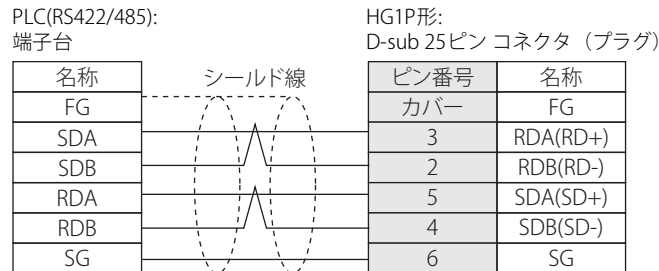 PLC(RS422/485):
端子台
HG1P形:
D-sub 25ピン コネクタ（プラグ）
名称 シールド線 ピン番号 名称
FG カバー FG
SDA 3 RDA(RD+)
SDB 2 RDB(RD-)
RDA 5 SDA(SD+)
RDB 4 SDB(SD-)
SG 6 SG